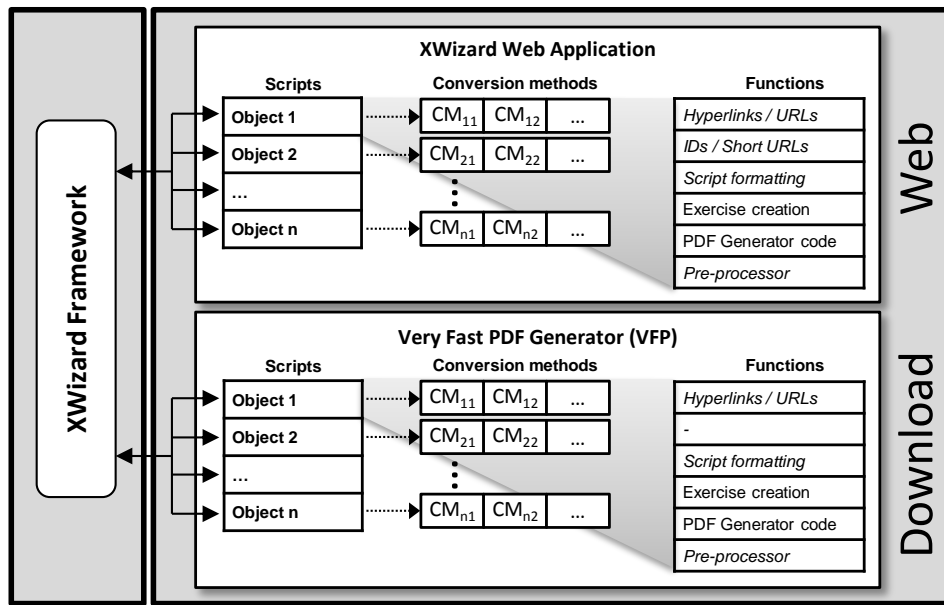 XWizard Framework
Web
XWizard Web Application
Scripts
Conversion methods
Functions
Object 1
Object 2
...
Object n
CM11 CM12 ...
CM21 CM22
CMn1 CMn2 ...
Hyperlinks / URLs
IDs / Short URLs
Script formatting
Exercise creation
PDF Generator code
Pre-processor
Download
Very Fast PDF Generator (VFP)
Scripts
Conversion methods
Functions
Object 1
Object 2
...
Object n
CM11 CM12 ...
CM21 CM22 ...
CMn1 CMn2 ...
Hyperlinks / URLs
-
Script formatting
Exercise creation
PDF Generator code
Pre-processor